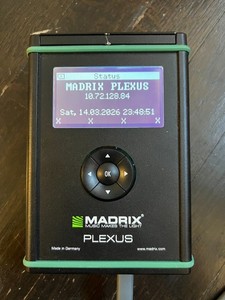 Status
MADRIX PLEXUS
10.72.128.84
Sat, 14.03.2026 23:48:51
X X X X
OK
MADRIX®
MUSIC MAKES THE LIGHT
PLEXUS
Made in Germany www.madrix.com